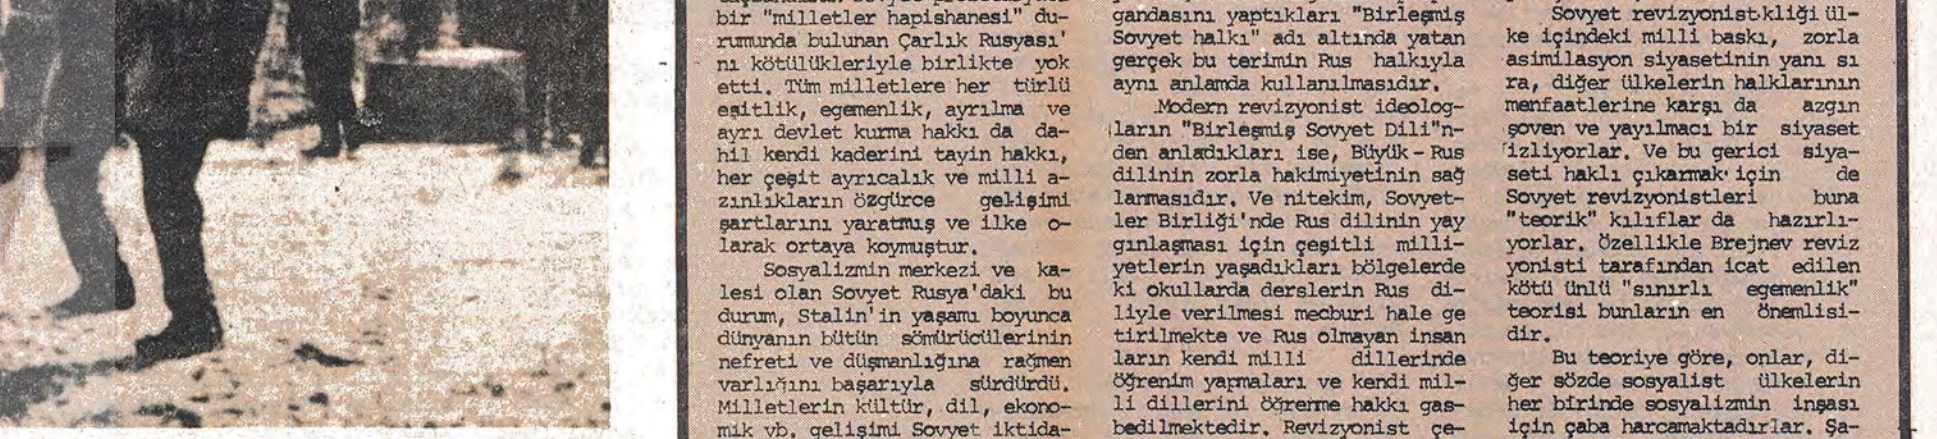 bir "milletler hapishanesi" du-
rumunda bulunan Çarlık Rusyası'
nı kötülükleriyle birlikte yok
etti. Tüm milletlere her türlü
eşitlik, egemenlik, ayrılma ve
ayrı devlet kurma hakkı da da-
hil kendi kaderini tayin hakkı,
her çeşit ayrıcalık ve milli a-
zınlıkların özgürce gelişimi
şartlarını yaratmış ve ilke o-
larak ortaya koymuştur.
Sosyalizmin merkezi ve ka-
lesi olan Sovyet Rusya'daki bu
durum, Stalin'in yaşamı boyunca
dünyanın bütün sömürücülerinin
nefreti ve düşmanlığına rağmen
varlığını başarıyla sürdürdü.
Milletlerin kültür, dil, ekono-
mik vb. gelişimi Sovyet iktida-
gandasını yaptıkları "Birleşmiş
Sovyet halkı" adı altında yatan
gerçek bu terimin Rus halkıyla
aynı anlamda kullanılmasıdır.
Modern revizyonist ideolog-
ların "Birleşmiş Sovyet Dili"n-
den anladıkları ise, Büyük-Rus
dilinin zorla hakimiyetinin sağ
lanmasıdır. Ve nitekim, Sovyet-
ler Birliği'nde Rus dilinin yay
gınlaşması için çeşitli milli-
yetlerin yaşadıkları bölgelerde
ki okullarda derslerin Rus di-
liyle verilmesi mecburi hale ge
tirilmekte ve Rus olmayan insan
ların kendi milli dillerinde
öğrenim yapmaları ve kendi mil-
li dillerini öğrenme hakkı gas-
bedilmektedir. Revizyonist çe-
Sovyet revizyonistkliği ül-
ke içindeki milli baskı, zorla
asimilasyon siyasetinin yanı sı
ra, diğer ülkelerin halklarının
menfaatlerine karşı da azgın
şoven ve yayılmacı bir siyaset
izliyorlar. Ve bu gerici siya-
seti haklı çıkarmak için de
Sovyet revizyonistleri buna
"teorik" kılıflar da hazırlı-
yorlar. Özellikle Brejnev reviz
yonisti tarafından icat edilen
kötü ünlü "sınırlı egemenlik"
teorisi bunların en önemlisi-
dir.
Bu teoriye göre, onlar, di-
ğer sözde sosyalist ülkelerin
her birinde sosyalizmin inşası
için çaba harcamaktadırlar. Şa-